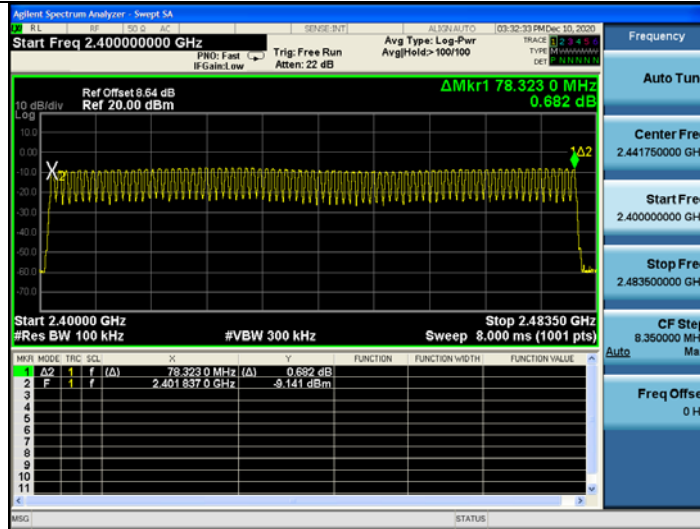 Agilent Spectrum Analyzer - Swept SA
RL RF 50 Ω AC SENSE:INT ALIGNAUTO 03:32:33 PM Dec 10, 2020
Start Freq 2.400000000 GHz
PNO: Fast
IFGain:Low
Trig: Free Run
Atten: 22 dB
Avg Type: Log-Pwr
Avg|Hold:>100/100
TRACE 1 2 3 4 5 6
TYPE
DET P N N N N N
ΔMkr1 78.323 0 MHz
0.682 dB
Ref Offset 8.64 dB
10 dB/div Ref 20.00 dBm
Log
10.0
0.00
-10.0
-20.0
-30.0
-40.0
-50.0
-60.0
-70.0
X2
1Δ2
Start 2.40000 GHz Stop 2.48350 GHz
#Res BW 100 kHz #VBW 300 kHz Sweep 8.000 ms (1001 pts)
MKR MODE TRC SCL X Y FUNCTION FUNCTION WIDTH FUNCTION VALUE
1 Δ2 1 f (Δ) 78.323 0 MHz (Δ) 0.682 dB
2 F 1 f 2.401 837 0 GHz -9.141 dBm
3
4
5
6
7
8
9
10
11
MSG STATUS
Frequency
Auto Tun
Center Fre
2.441750000 GH
Start Fre
2.400000000 GH
Stop Fre
2.483500000 GH
CF Ste
8.350000 MH
Auto Ma
Freq Offse
0 H